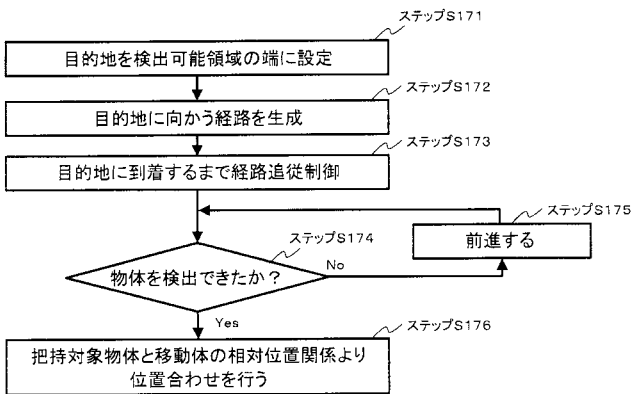 ステップS171
目的地を検出可能領域の端に設定
ステップS172
目的地に向かう経路を生成
ステップS173
目的地に到着するまで経路追従制御
ステップS175
前進する
ステップS174
物体を検出できたか？
No
Yes
ステップS176
把持対象物体と移動体の相対位置関係より
位置合わせを行う